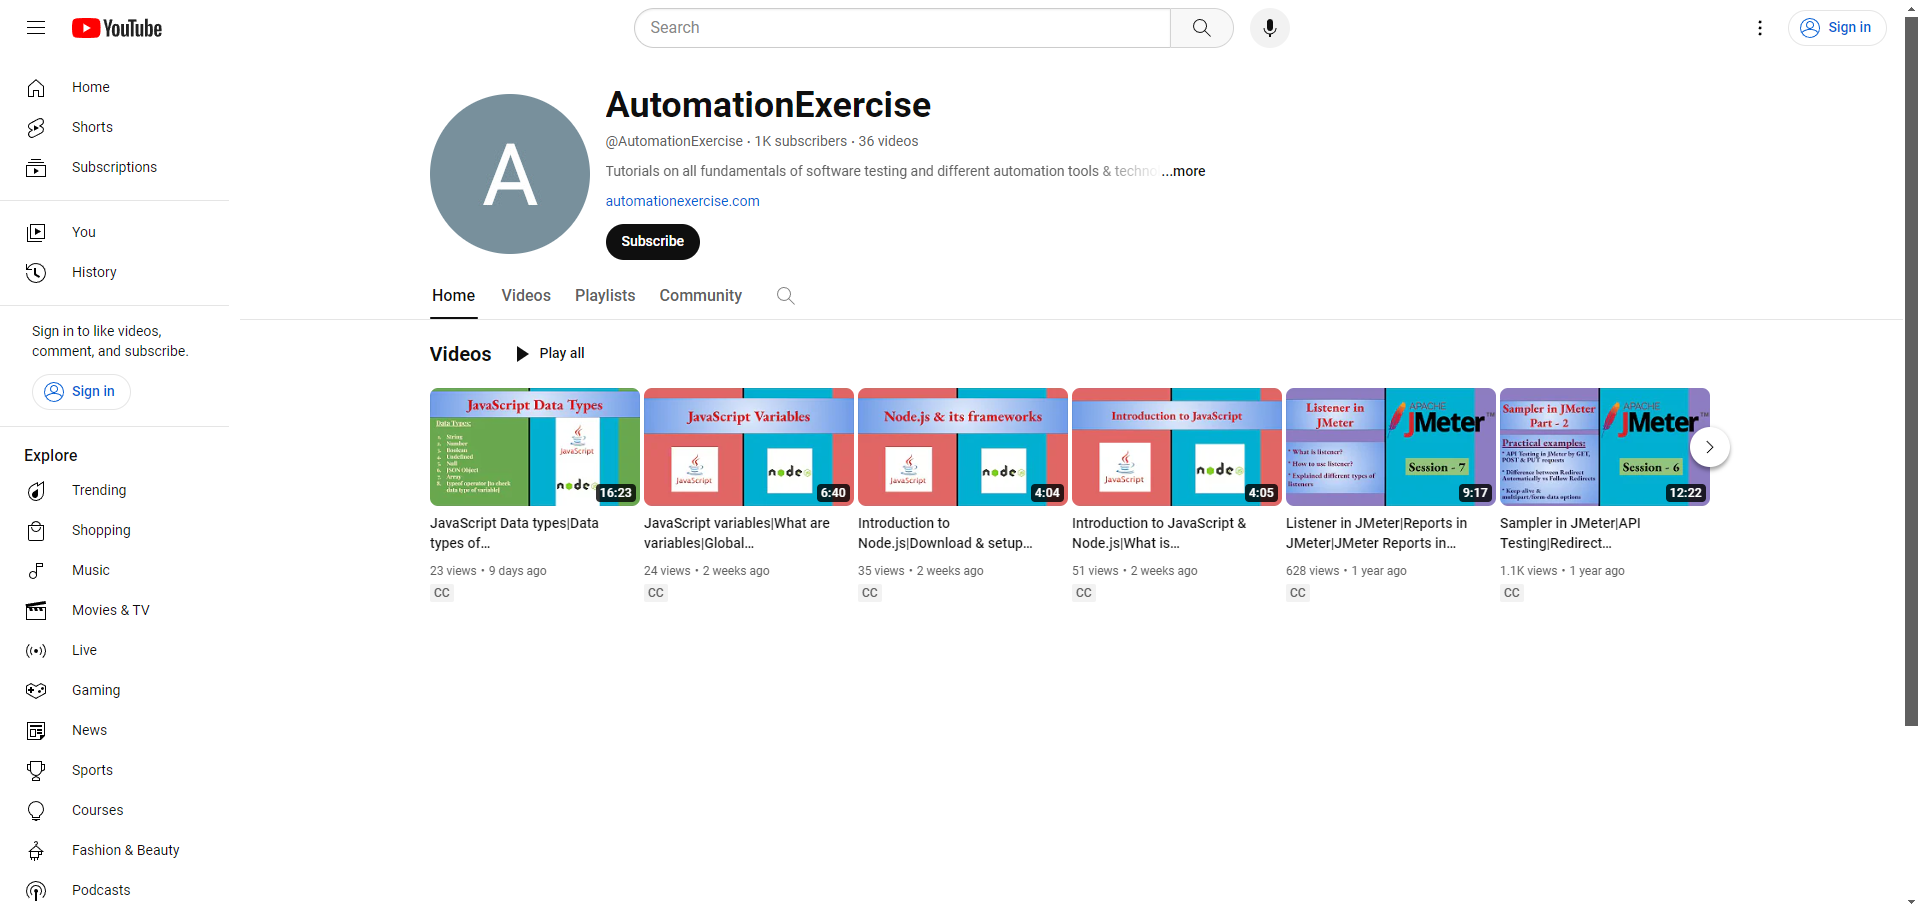 YouTube
Search
Sign in
Home
Shorts
Subscriptions
You
History
Sign in to like videos,
comment, and subscribe.
Sign in
Explore
Trending
Shopping
Music
Movies & TV
Live
Gaming
News
Sports
Courses
Fashion & Beauty
Podcasts
A
AutomationExercise
@AutomationExercise • 1K subscribers • 36 videos
Tutorials on all fundamentals of software testing and different automation tools & techno ...more
automationexercise.com
Subscribe
Home Videos Playlists Community
Videos Play all
JavaScript Data Types
Data Types:
1. String
2. Number
3. Boolean
4. Undefined
5. Null
6. JSON Object
7. Array
8. typeof operator [to check
data type of variable]
JavaScript
node
16:23
JavaScript Data types|Data
types of...
23 views • 9 days ago
CC
JavaScript Variables
JavaScript
node
6:40
JavaScript variables|What are
variables|Global...
24 views • 2 weeks ago
CC
Node.js & its frameworks
JavaScript
node
4:04
Introduction to
Node.js|Download & setup...
35 views • 2 weeks ago
CC
Introduction to JavaScript
JavaScript
node
4:05
Introduction to JavaScript &
Node.js|What is...
51 views • 2 weeks ago
CC
Listener in
JMeter
* What is listener?
* How to use listener?
* Explained different types of
listeners
APACHE
JMeter™
Session - 7
9:17
Listener in JMeter|Reports in
JMeter|JMeter Reports in...
628 views • 1 year ago
CC
Sampler in JMeter
Part - 2
Practical examples:
* API Testing in JMeter by GET,
POST & PUT requests
* Difference between Redirect
Automatically vs Follow Redirects
* Keep-alive &
multipart/form data options
APACHE
JMeter™
Session - 6
12:22
Sampler in JMeter|API
Testing|Redirect...
1.1K views • 1 year ago
CC